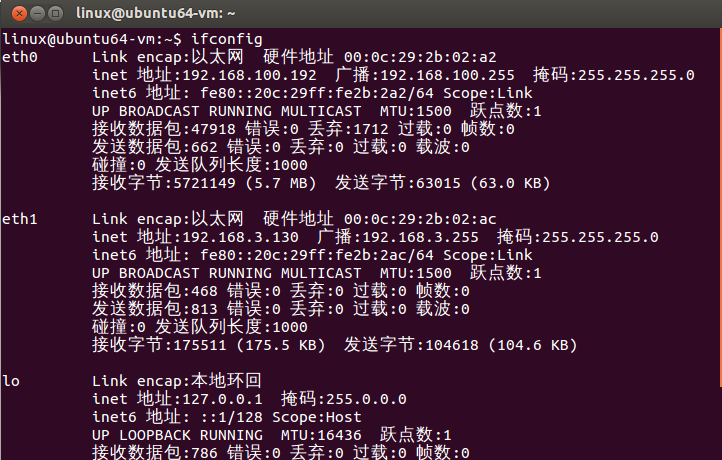 linux@ubuntu64-vm: ~
linux@ubuntu64-vm:~$ ifconfig
eth0      Link encap:以太网  硬件地址 00:0c:29:2b:02:a2
          inet 地址:192.168.100.192  广播:192.168.100.255  掩码:255.255.255.0
          inet6 地址: fe80::20c:29ff:fe2b:2a2/64 Scope:Link
          UP BROADCAST RUNNING MULTICAST  MTU:1500  跃点数:1
          接收数据包:47918 错误:0 丢弃:1712 过载:0 帧数:0
          发送数据包:662 错误:0 丢弃:0 过载:0 载波:0
          碰撞:0 发送队列长度:1000
          接收字节:5721149 (5.7 MB)  发送字节:63015 (63.0 KB)
eth1      Link encap:以太网  硬件地址 00:0c:29:2b:02:ac
          inet 地址:192.168.3.130  广播:192.168.3.255  掩码:255.255.255.0
          inet6 地址: fe80::20c:29ff:fe2b:2ac/64 Scope:Link
          UP BROADCAST RUNNING MULTICAST  MTU:1500  跃点数:1
          接收数据包:468 错误:0 丢弃:0 过载:0 帧数:0
          发送数据包:813 错误:0 丢弃:0 过载:0 载波:0
          碰撞:0 发送队列长度:1000
          接收字节:175511 (175.5 KB)  发送字节:104618 (104.6 KB)
lo        Link encap:本地环回
          inet 地址:127.0.0.1  掩码:255.0.0.0
          inet6 地址: ::1/128 Scope:Host
          UP LOOPBACK RUNNING  MTU:16436  跃点数:1
          接收数据包:786 错误:0 丢弃:0 过载:0 帧数:0